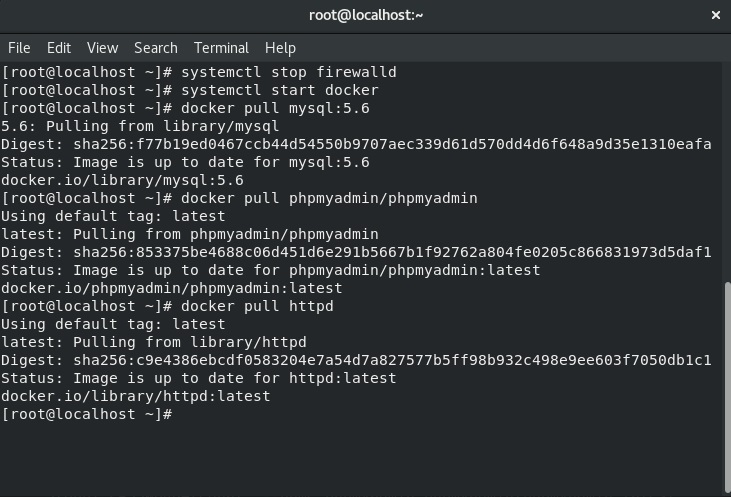 root@localhost:~
File Edit View Search Terminal Help
[root@localhost ~]# systemctl stop firewalld
[root@localhost ~]# systemctl start docker
[root@localhost ~]# docker pull mysql:5.6
5.6: Pulling from library/mysql
Digest: sha256:f77b19ed0467ccb44d54550b9707aec339d61d570dd4d6f648a9d35e1310eafa
Status: Image is up to date for mysql:5.6
docker.io/library/mysql:5.6
[root@localhost ~]# docker pull phpmyadmin/phpmyadmin
Using default tag: latest
latest: Pulling from phpmyadmin/phpmyadmin
Digest: sha256:853375be4688c06d451d6e291b5667b1f92762a804fe0205c866831973d5daf1
Status: Image is up to date for phpmyadmin/phpmyadmin:latest
docker.io/phpmyadmin/phpmyadmin:latest
[root@localhost ~]# docker pull httpd
Using default tag: latest
latest: Pulling from library/httpd
Digest: sha256:c9e4386ebcdf0583204e7a54d7a827577b5ff98b932c498e9ee603f7050db1c1
Status: Image is up to date for httpd:latest
docker.io/library/httpd:latest
[root@localhost ~]#